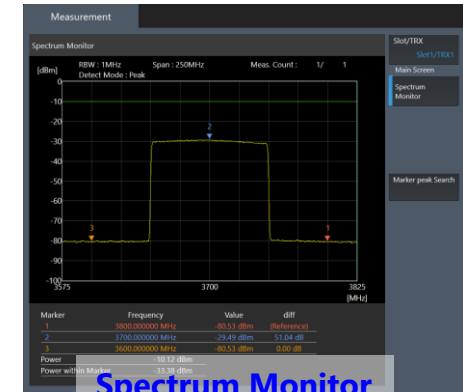 Measurement
Spectrum Monitor
RBW : 1MHz Span : 250MHz Meas. Count : 1/ 1
[dBm] Detect Mode : Peak
0
-10
-20
-30
-40
-50
-60
-70
-80
-90
-100
2
3
1
3575 3700 3825
[MHz]
Marker Frequency Value diff
1 3800.000000 MHz -80.53 dBm (Reference)
2 3700.000000 MHz -29.49 dBm 51.04 dB
3 3600.000000 MHz -80.53 dBm 0.00 dB
Power -10.12 dBm
Power within Marker -33.38 dBm
Spectrum Monitor
Slot/TRX
Slot1/TRX1
Main Screen
Spectrum
Monitor
Marker peak Search